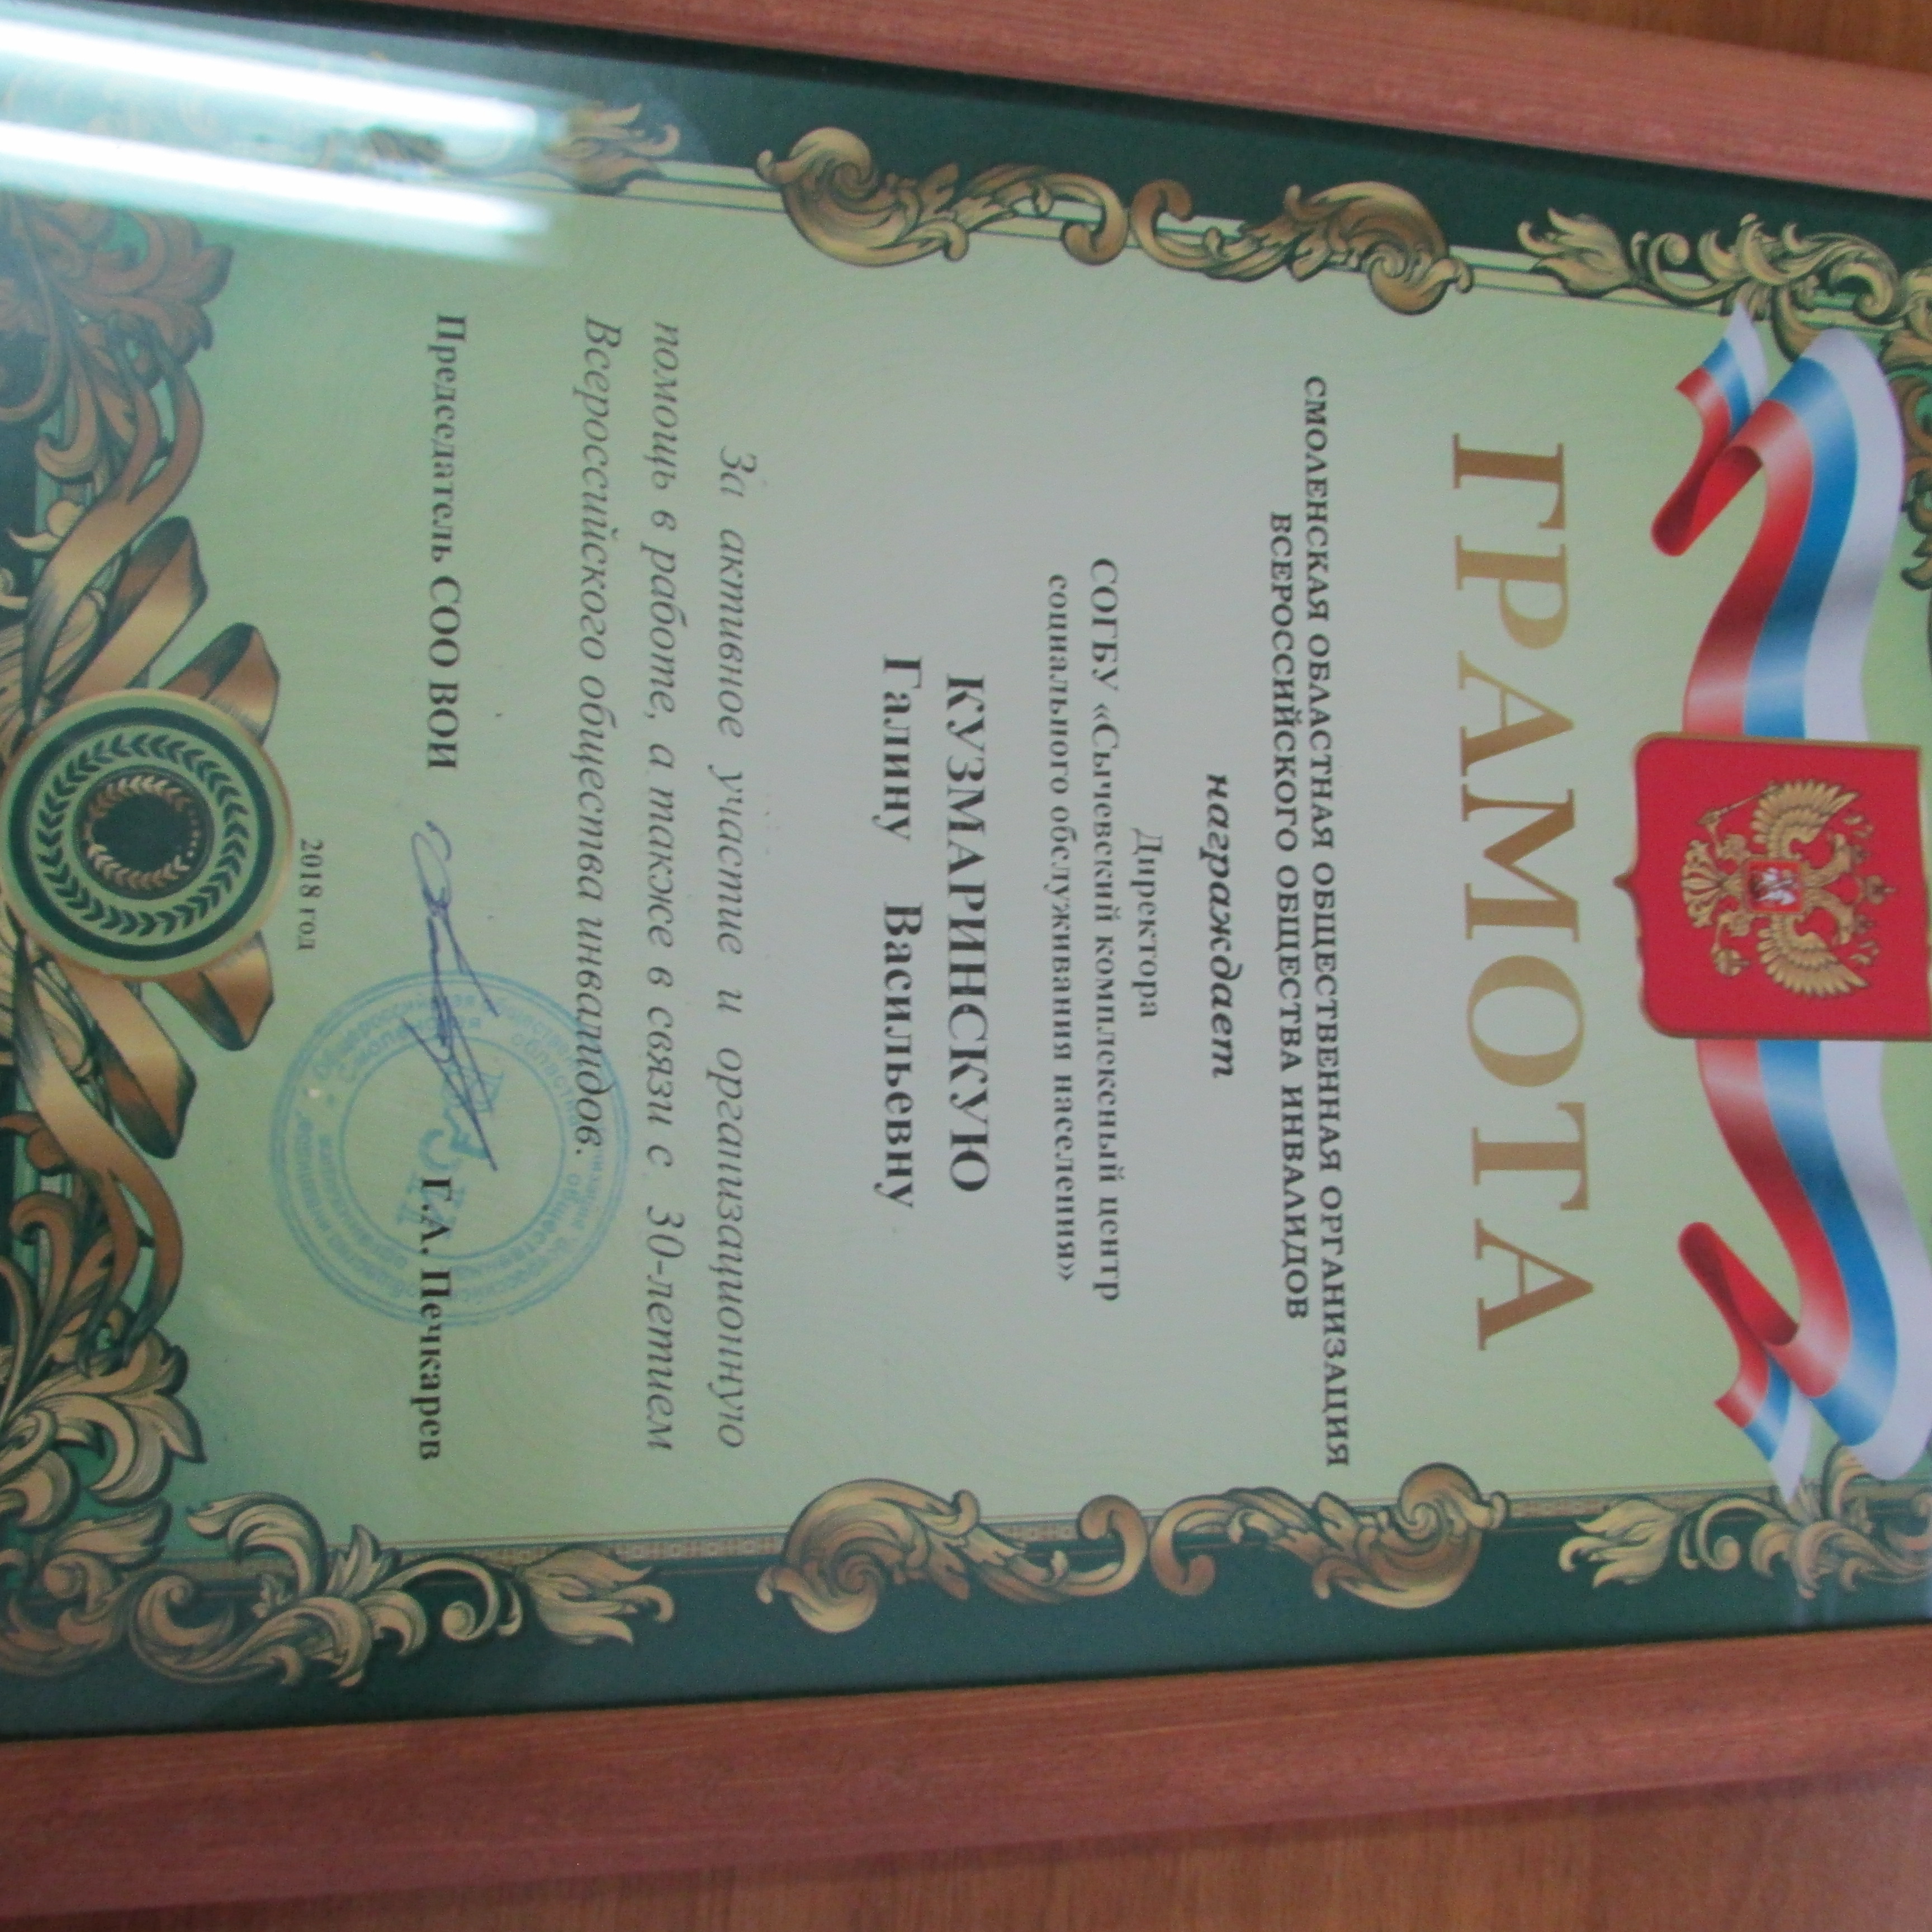 ГРАМОТА
СМОЛЕНСКАЯ ОБЛАСТНАЯ ОБЩЕСТВЕННАЯ ОРГАНИЗАЦИЯ
ВСЕРОССИЙСКОГО ОБЩЕСТВА ИНВАЛИДОВ
награждает
Директора
СОГБУ «Сычевский комплексный центр
социального обслуживания населения»
КУЗМАРИНСКУЮ
Галину Васильевну
За активное участие и организационную
помощь в работе, а также в связи с 30-летием
Всероссийского общества инвалидов.
Председатель СОО ВОИ Г.А. Печкарев
2018 год